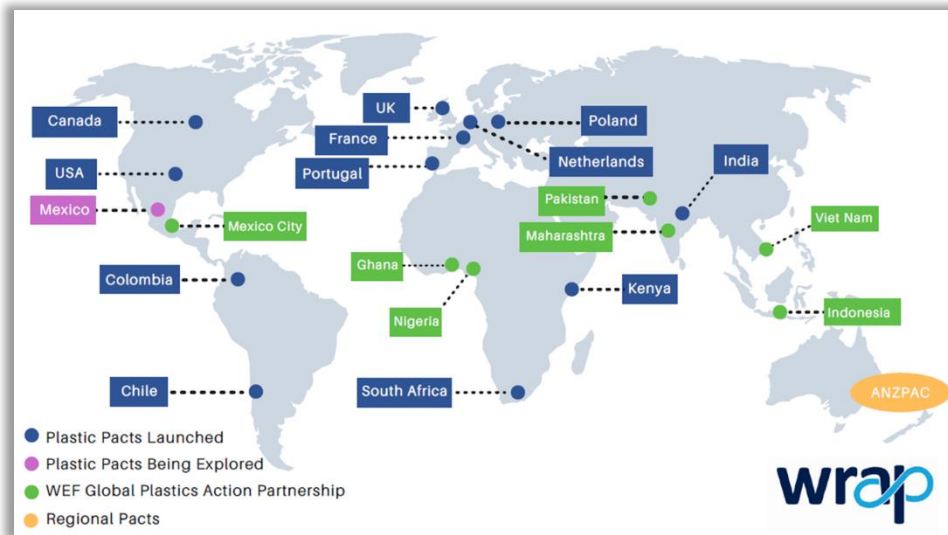 UK
Canada
Poland
France
Netherlands
India
USA
Portugal
Pakistan
Mexico
Mexico City
Viet Nam
Maharashtra
Ghana
Colombia
Kenya
Nigeria
Indonesia
Chile
South Africa
ANZPAC
Plastic Pacts Launched
Plastic Pacts Being Explored
WEF Global Plastics Action Partnership
Regional Pacts
wrap